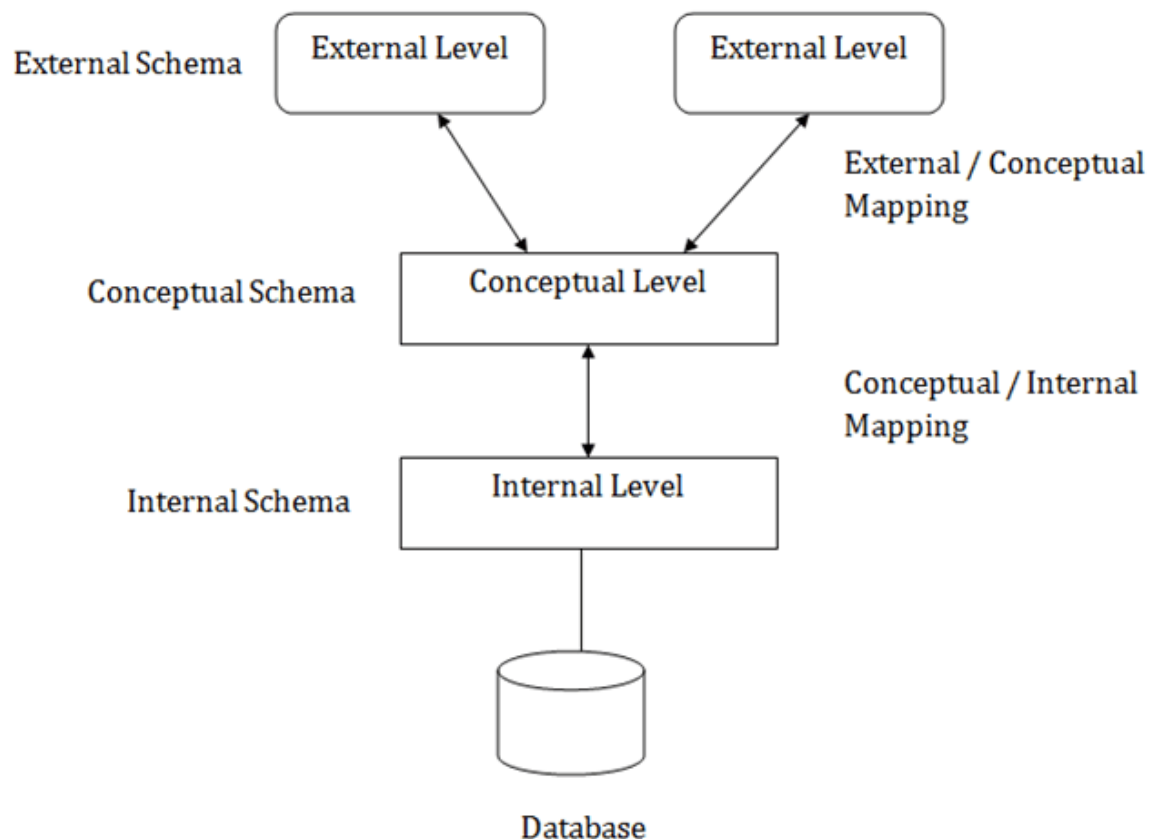 External Schema
External Level
External Level
External / Conceptual
Mapping
Conceptual Schema
Conceptual Level
Conceptual / Internal
Mapping
Internal Schema
Internal Level
Database